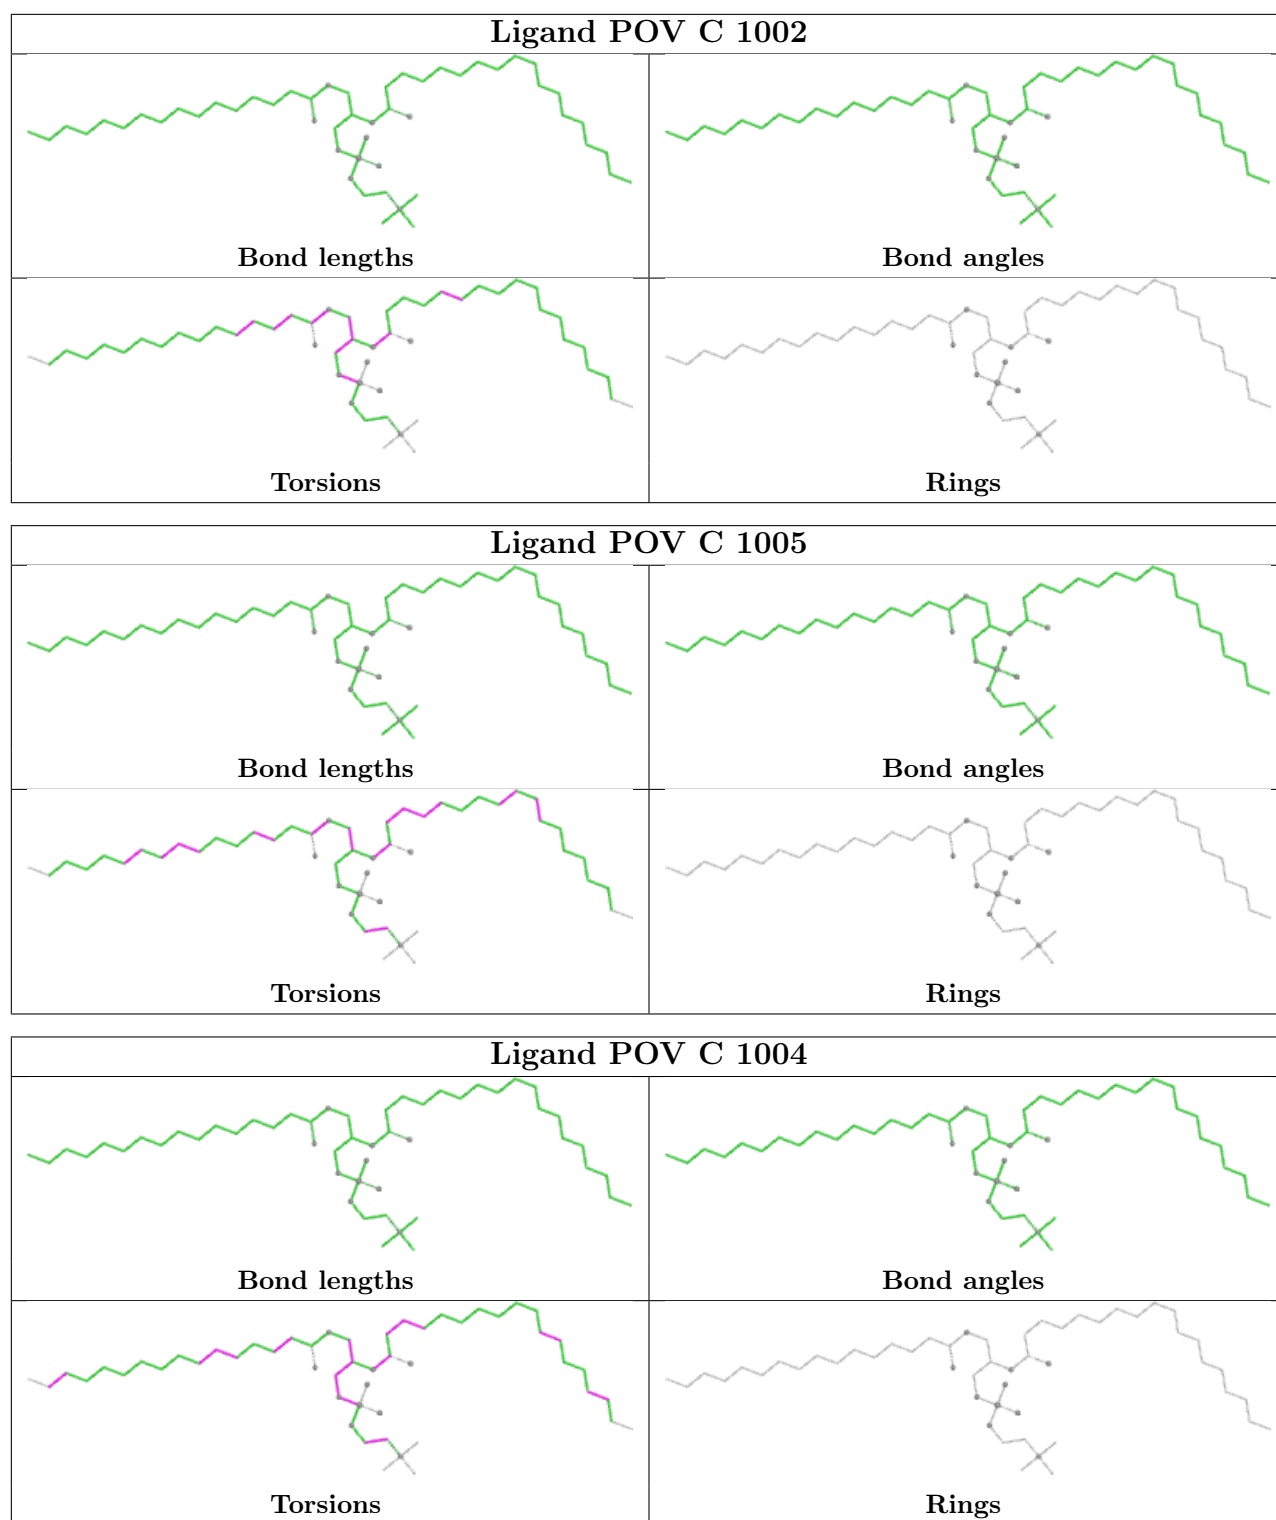 Ligand POV C 1002
Bond lengths
Bond angles
Torsions
Rings
Ligand POV C 1005
Bond lengths
Bond angles
Torsions
Rings
Ligand POV C 1004
Bond lengths
Bond angles
Torsions
Rings